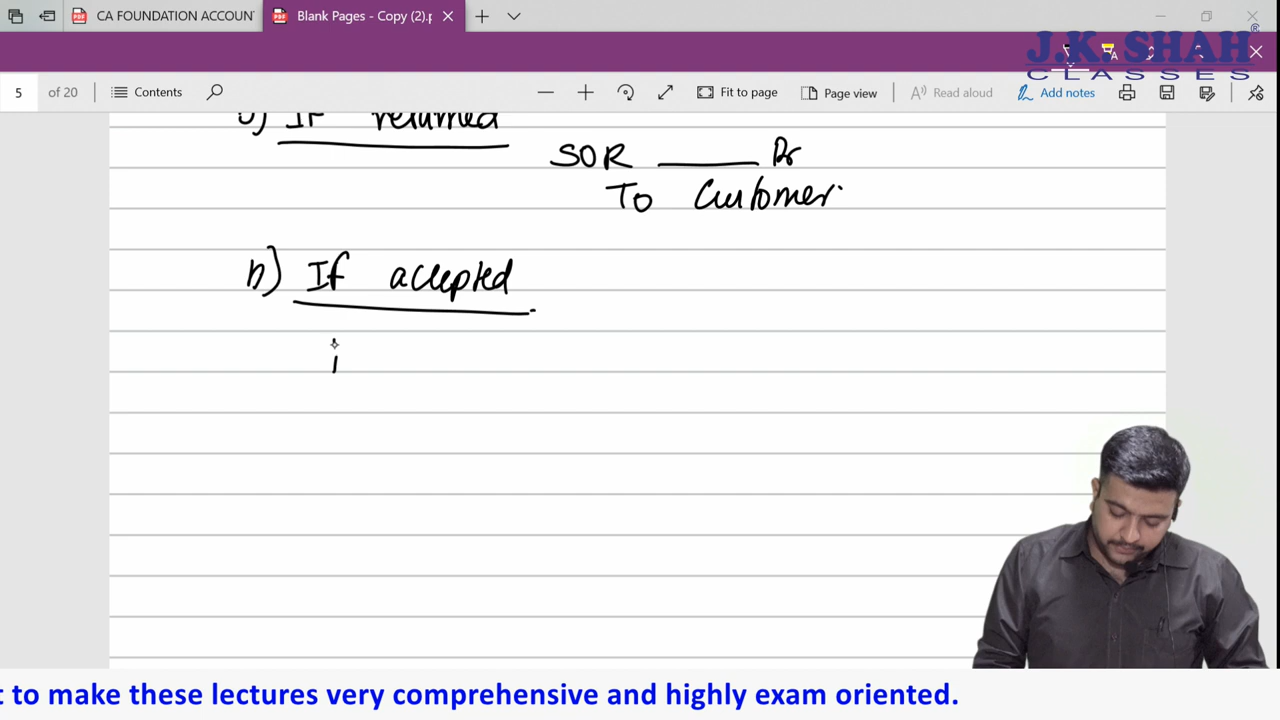 CA FOUNDATION ACCOUN
Blank Pages - Copy (2).p
J.K. SHAH ®
CLASSES
5 of 20
Contents
Fit to page
Page view
Read aloud
Add notes
If returned
SOR Dr
To Customer
b) If accepted
i
t to make these lectures very comprehensive and highly exam oriented.